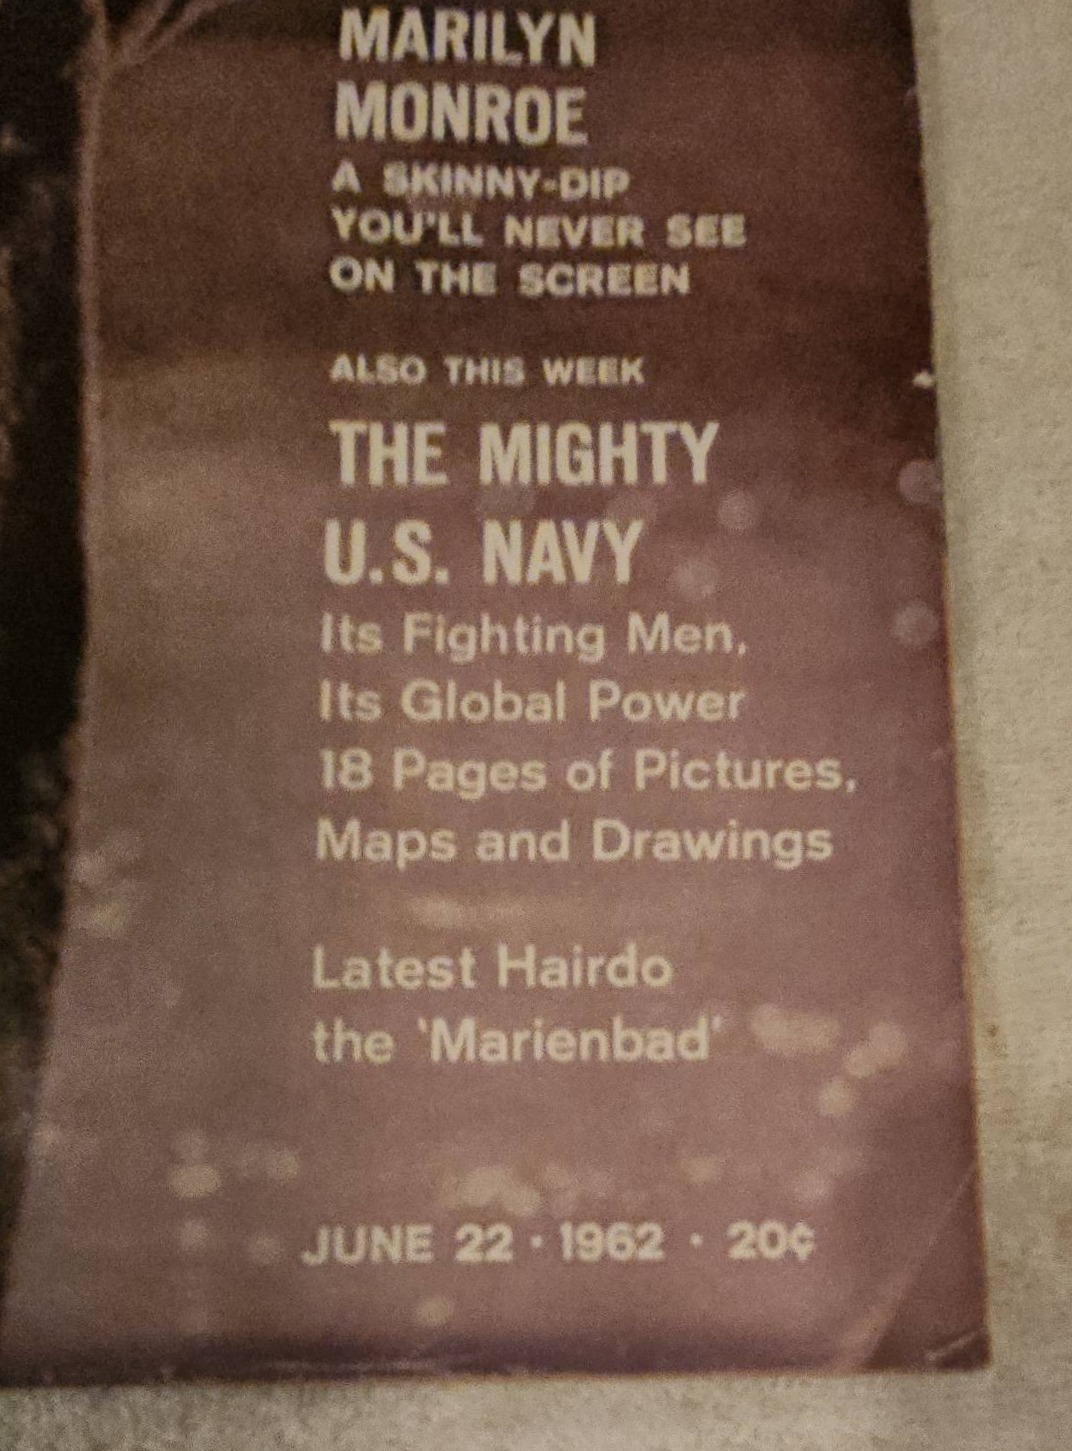 MARILYN
MONROE
A SKINNY-DIP
YOU'LL NEVER SEE
ON THE SCREEN
ALSO THIS WEEK
THE MIGHTY
U.S. NAVY
Its Fighting Men,
Its Global Power
18 Pages of Pictures,
Maps and Drawings
Latest Hairdo
the 'Marienbad'
JUNE 22 · 1962 · 20¢